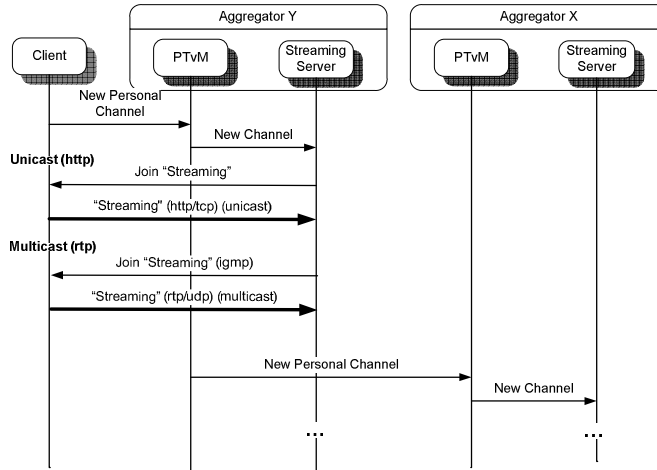 Aggregator Y
Aggregator X
Client
PTvM
Streaming
Server
PTvM
Streaming
Server
New Personal
Channel
New Channel
Unicast (http)
Join “Streaming”
“Streaming" (http/tcp) (unicast)
Multicast (rtp)
Join “Streaming” (igmp)
“Streaming” (rtp/udp) (multicast)
New Personal Channel
New Channel
...
...